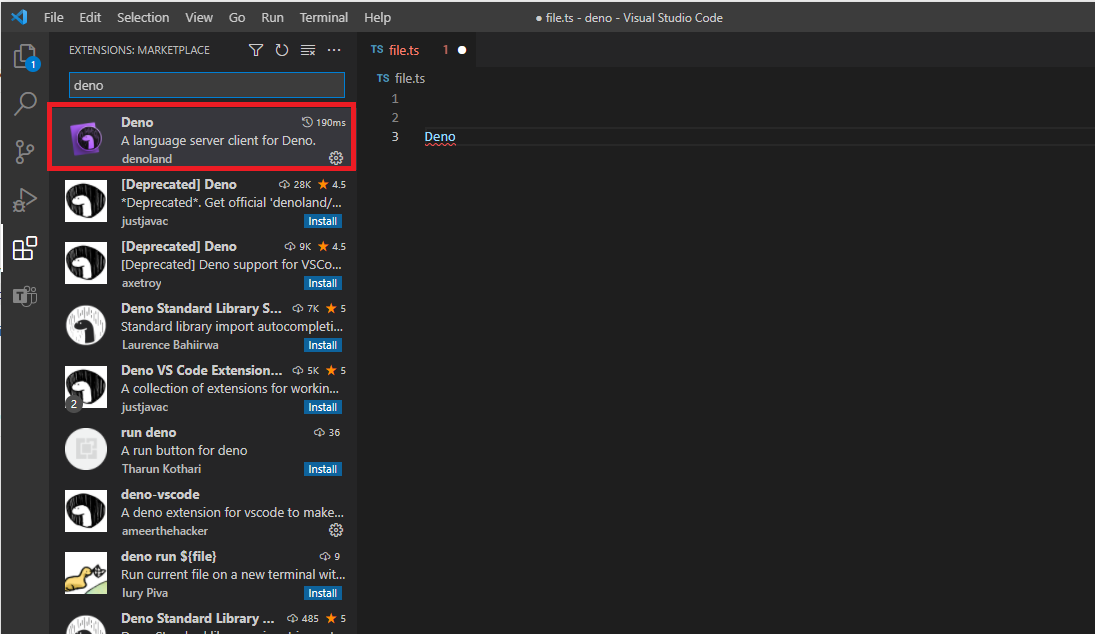 File Edit Selection View Go Run Terminal Help ● file.ts - deno - Visual Studio Code
EXTENSIONS: MARKETPLACE
1
deno
Deno 190ms
A language server client for Deno.
denoland
[Deprecated] Deno 28K ★ 4.5
*Deprecated*. Get official 'denoland/...
justjavac Install
[Deprecated] Deno 9K ★ 4.5
[Deprecated] Deno support for VSCo...
axetroy Install
Deno Standard Library S... 7K ★ 5
Standard library import autocompleti...
Laurence Bahiirwa Install
Deno VS Code Extension... 5K ★ 5
A collection of extensions for workin...
2
justjavac Install
run deno 36
A run button for deno
Tharun Kothari Install
deno-vscode
A deno extension for vscode to make...
ameerthehacker
deno run ${file} 9
Run current file on a new terminal wit...
Iury Piva Install
Deno Standard Library ... 485 ★ 5
TS file.ts 1 ●
TS file.ts
1
2
3 Deno